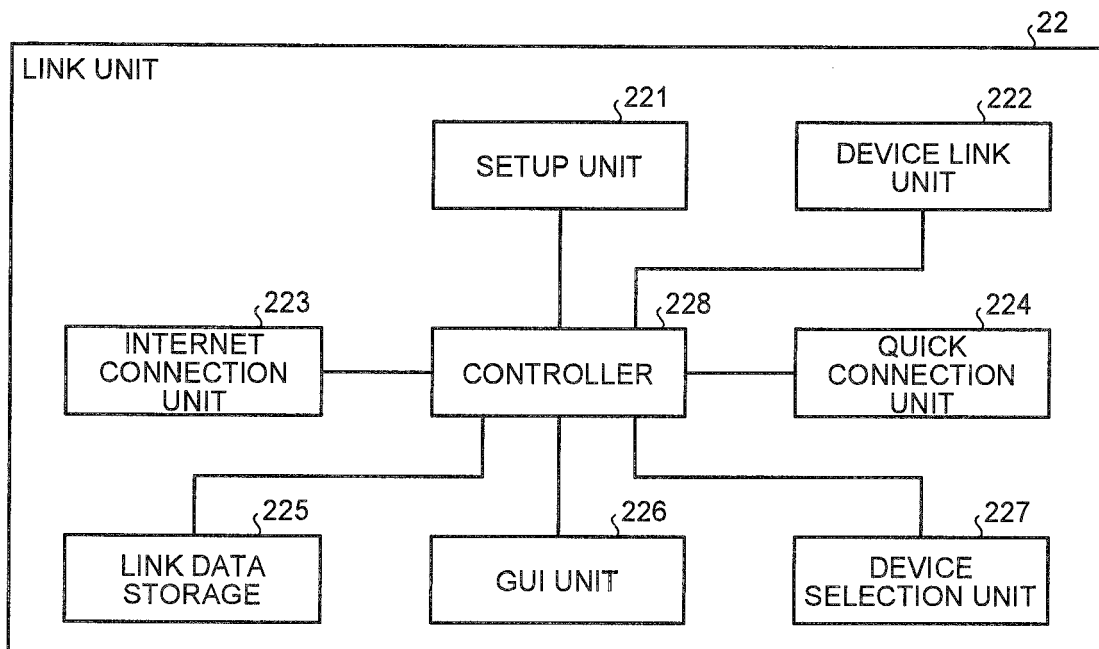 22
LINK UNIT
221
SETUP UNIT
222
DEVICE LINK
UNIT
223
INTERNET
CONNECTION
UNIT
228
CONTROLLER
224
QUICK
CONNECTION
UNIT
225
LINK DATA
STORAGE
226
GUI UNIT
227
DEVICE
SELECTION UNIT